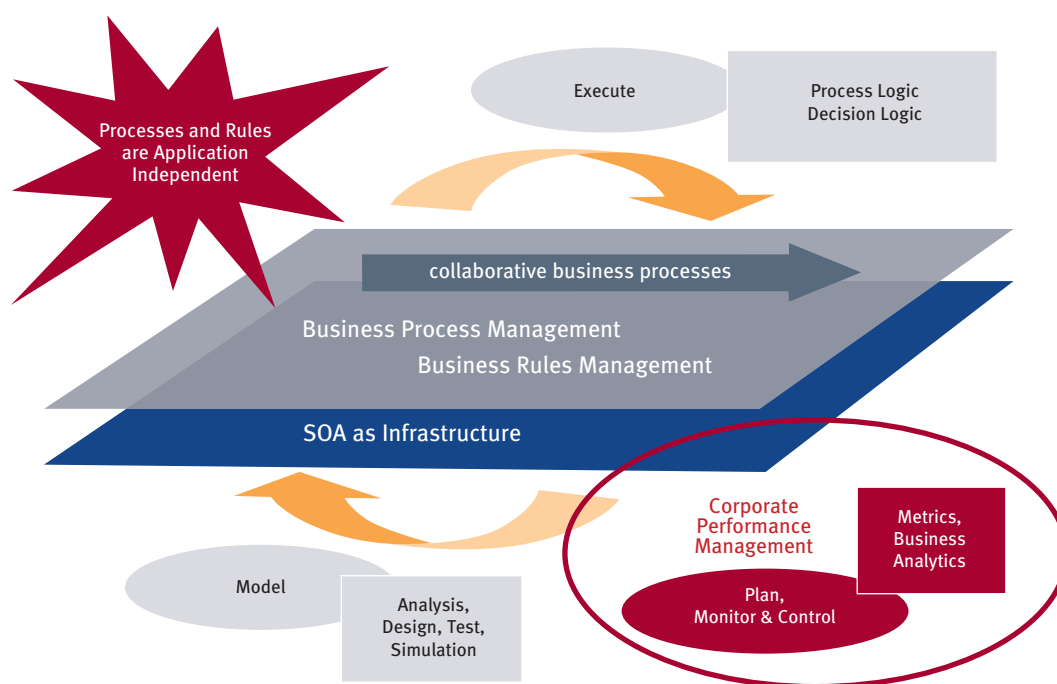 Processes and Rules
are Application
Independent
Execute
Process Logic
Decision Logic
collaborative business processes
Business Process Management
Business Rules Management
SOA as Infrastructure
Corporate
Performance
Management
Metrics,
Business
Analytics
Plan,
Monitor & Control
Model
Analysis,
Design, Test,
Simulation